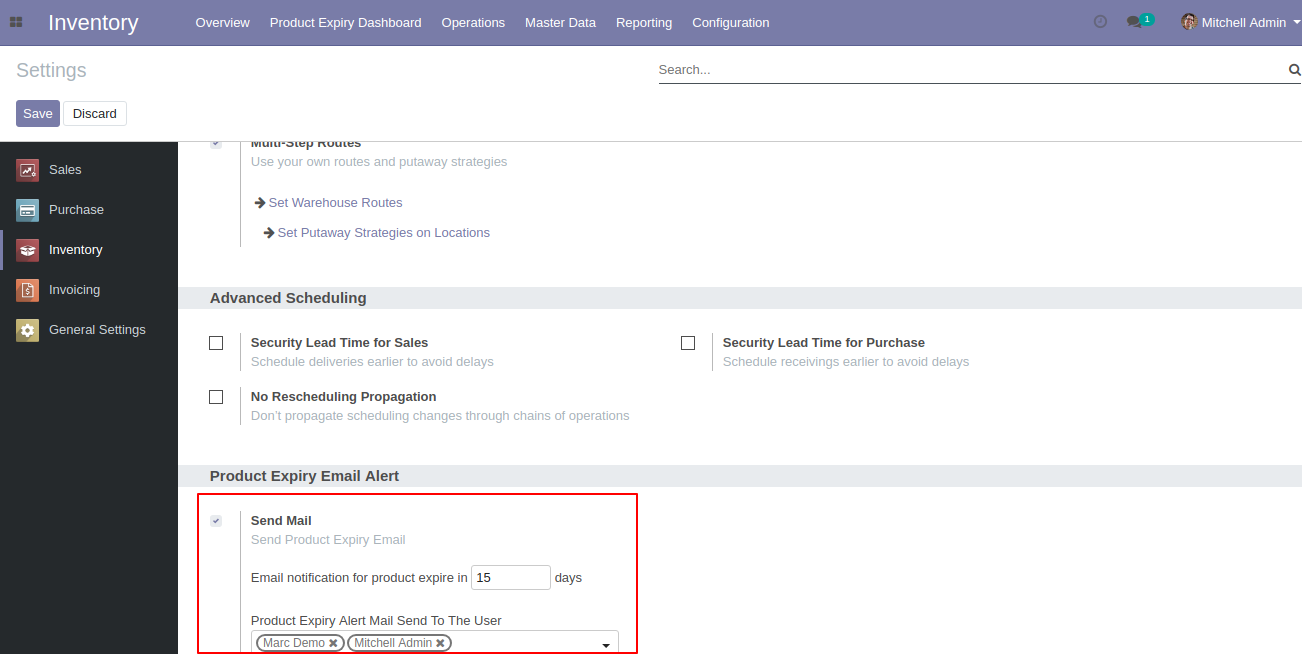 Inventory Overview Product Expiry Dashboard Operations Master Data Reporting Configuration 1 Mitchell Admin
Settings
Search...
Save Discard
Sales
Purchase
Inventory
Invoicing
General Settings
Multi-Step Routes
Use your own routes and putaway strategies
Set Warehouse Routes
Set Putaway Strategies on Locations
Advanced Scheduling
Security Lead Time for Sales
Schedule deliveries earlier to avoid delays
Security Lead Time for Purchase
Schedule receivings earlier to avoid delays
No Rescheduling Propagation
Don't propagate scheduling changes through chains of operations
Product Expiry Email Alert
Send Mail
Send Product Expiry Email
Email notification for product expire in 15 days
Product Expiry Alert Mail Send To The User
Marc Demo Mitchell Admin